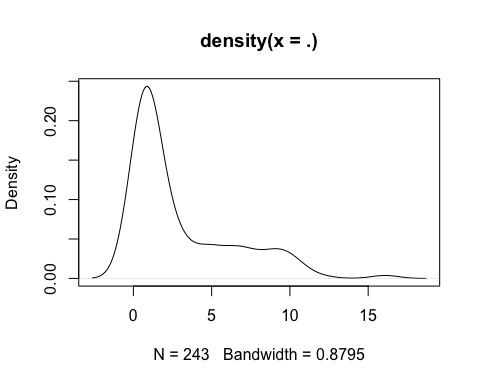 density(x = .)
Density
0.20
0.10
0.00
0 5 10 15
N = 243 Bandwidth = 0.8795